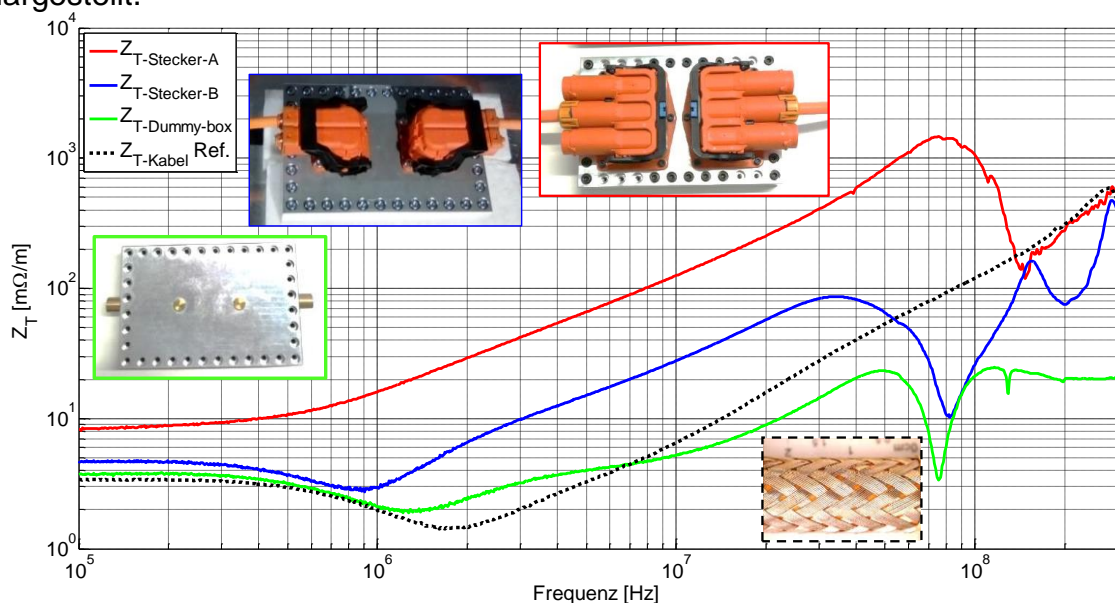 dargestellt.
10^4
Z_T-Stecker-A
Z_T-Stecker-B
Z_T-Dummy-box
Z_T-Kabel Ref.
10^3
10^2
10^1
10^0
Z_T [mΩ/m]
10^5 10^6 10^7 10^8
Frequenz [Hz]